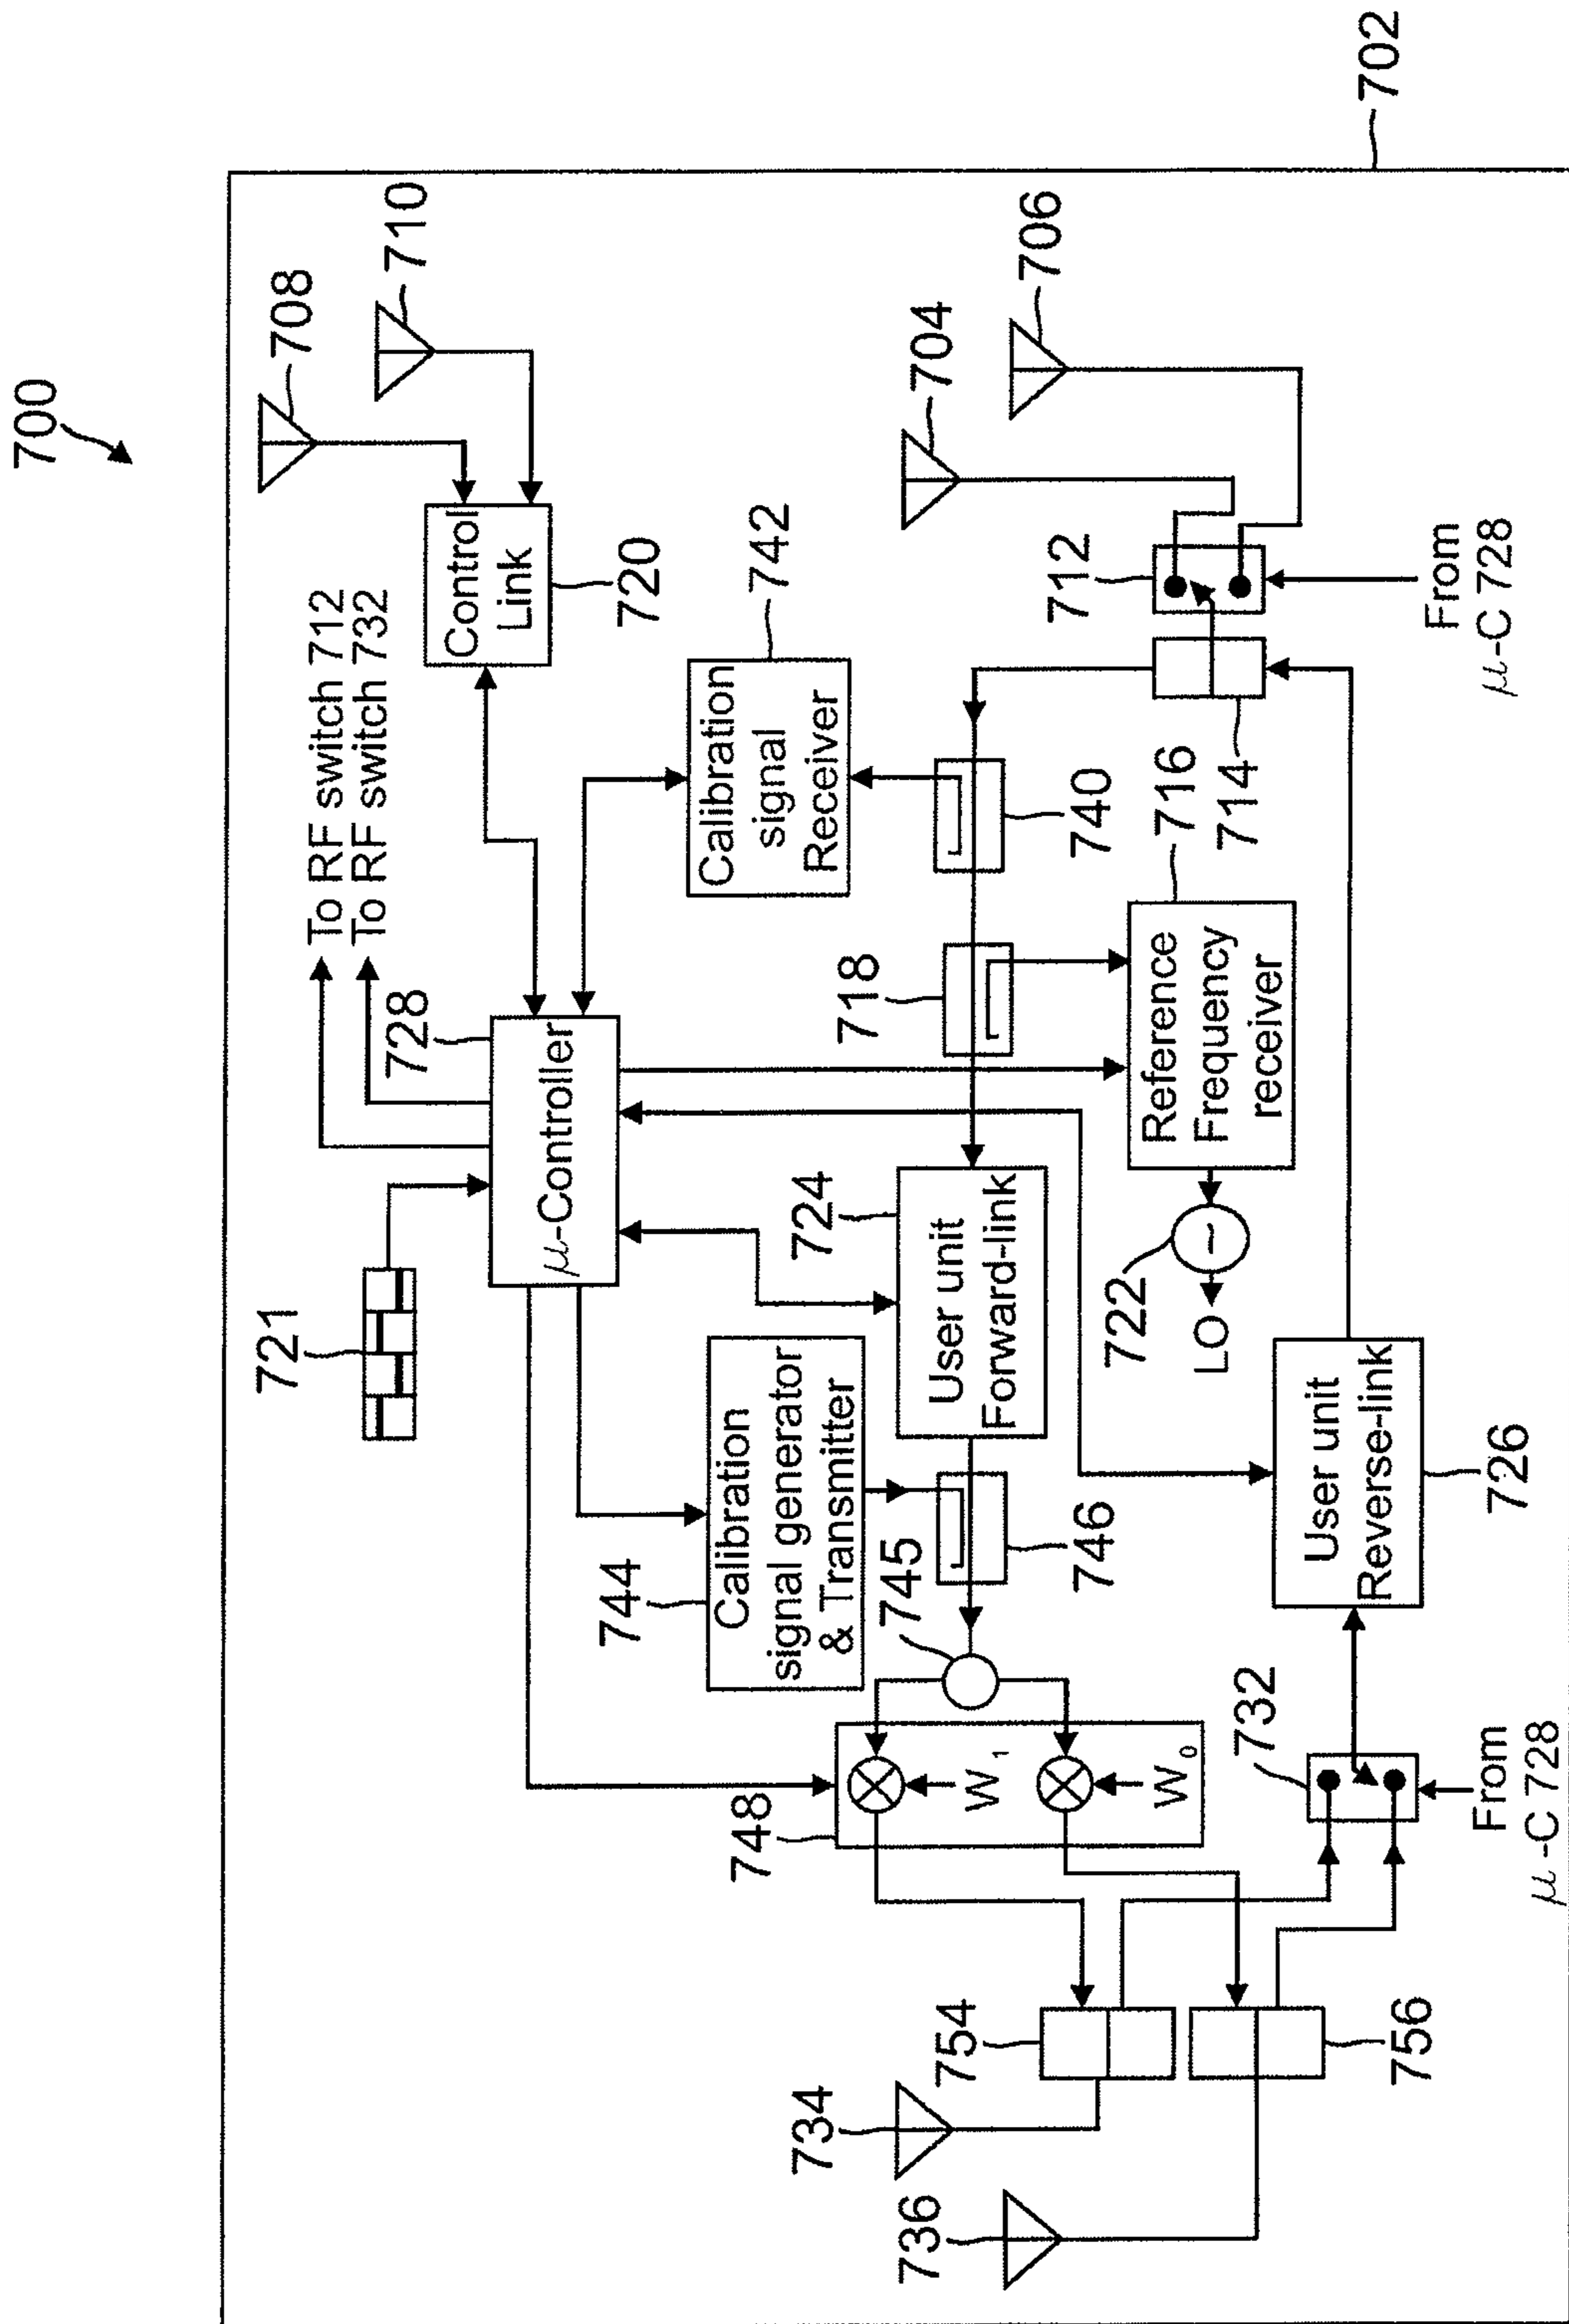 700
702
708
710
To RF switch 712
To RF switch 732
Control
Link
720
721
728
μ-Controller
742
Calibration
signal
Receiver
704
706
712
From
μ-C 728
714
740
716
718
Reference
Frequency
receiver
722
LO
724
User unit
Forward-link
744
Calibration
signal generator
& Transmitter
745
746
748
W1
W0
User unit
Reverse-link
726
732
From
μ-C 728
734
736
754
756